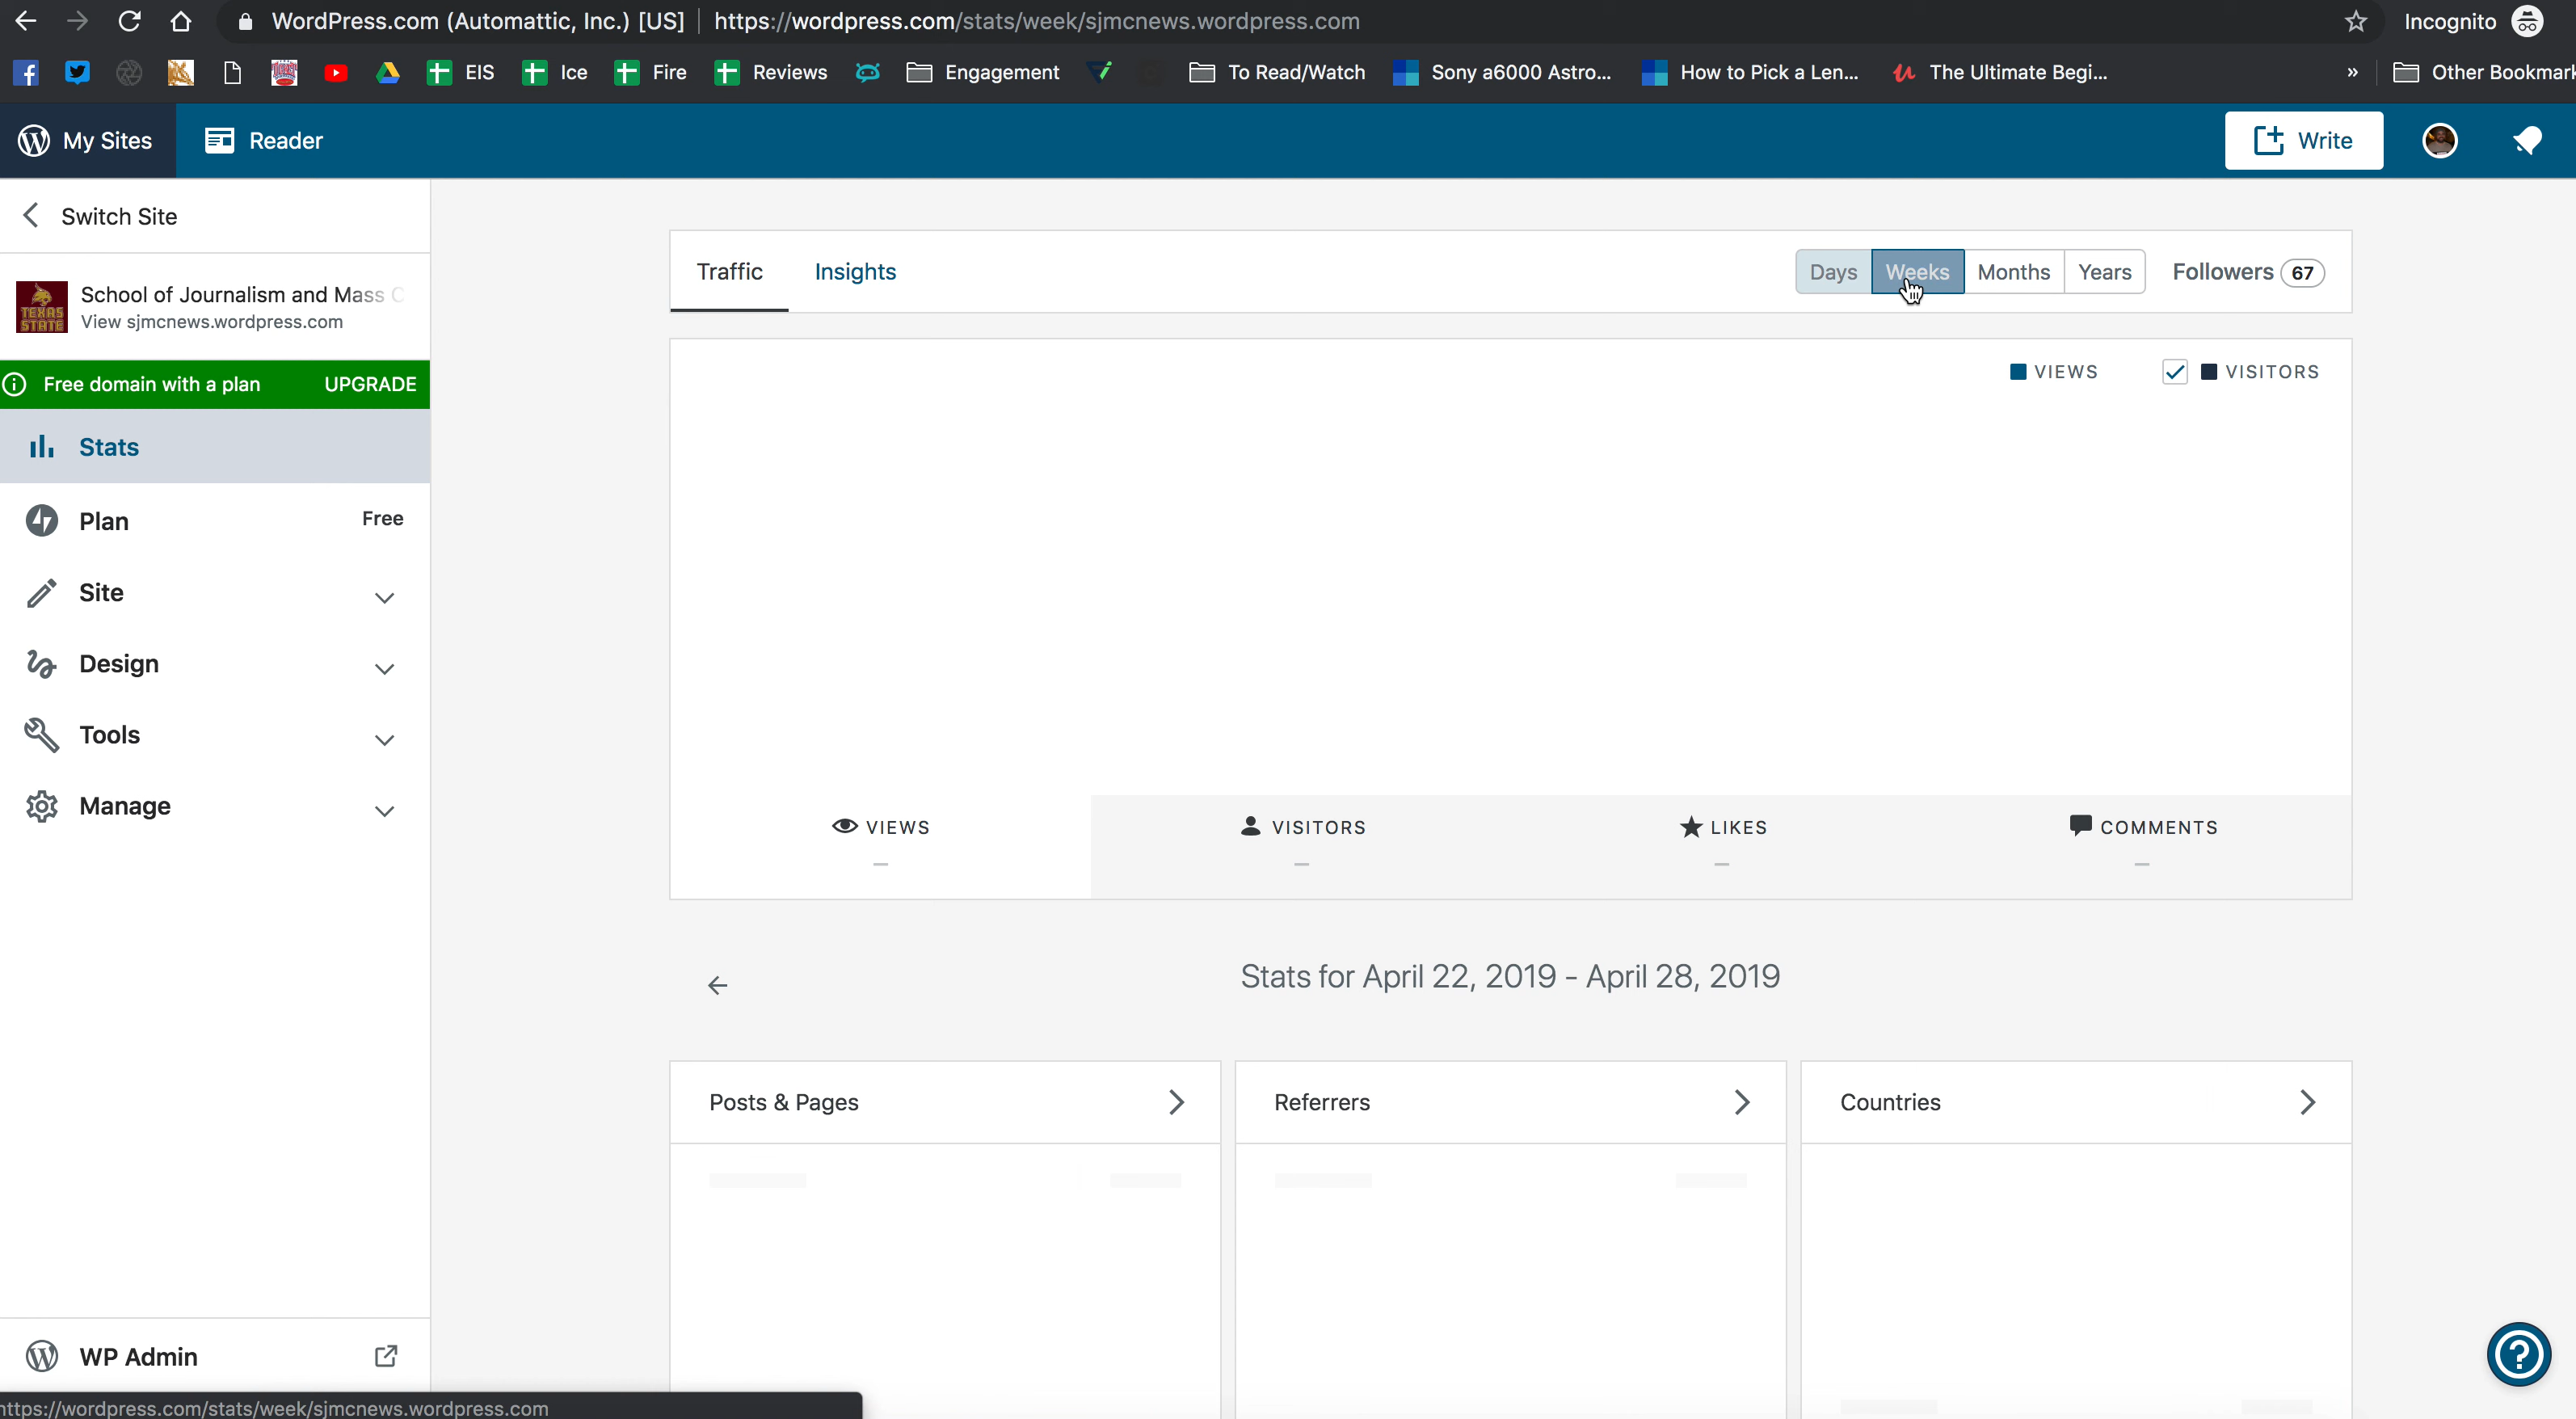 WordPress.com (Automattic, Inc.) [US] https://wordpress.com/stats/week/sjmcnews.wordpress.com Incognito
EIS Ice Fire Reviews Engagement To Read/Watch Sony a6000 Astro... How to Pick a Len... The Ultimate Begi... » Other Bookmark
My Sites Reader Write
Switch Site
School of Journalism and Mass C
View sjmcnews.wordpress.com
TEXAS
STATE
Free domain with a plan UPGRADE
Stats
Plan Free
Site
Design
Tools
Manage
WP Admin
Traffic Insights Days Weeks Months Years Followers 67
VIEWS VISITORS
VIEWS VISITORS LIKES COMMENTS
– – – –
Stats for April 22, 2019 - April 28, 2019
Posts & Pages Referrers Countries
ttps://wordpress.com/stats/week/sjmcnews.wordpress.com